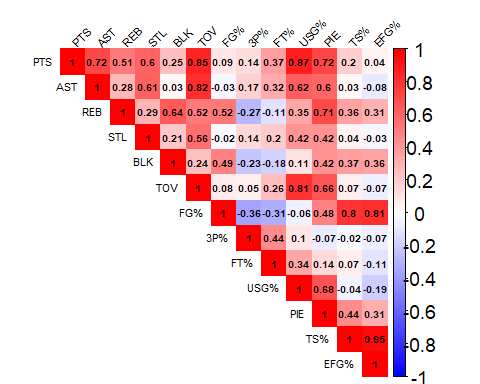 PTS AST REB STL BLK TOV FG% 3P% FT% USG% PIE TS% EFG%
PTS 1 0.72 0.51 0.6 0.25 0.85 0.09 0.14 0.37 0.87 0.72 0.2 0.04
AST 1 0.28 0.61 0.03 0.82 -0.03 0.17 0.32 0.62 0.6 0.03 -0.08
REB 1 0.29 0.64 0.52 0.52 -0.27 -0.11 0.35 0.71 0.36 0.31
STL 1 0.21 0.56 -0.02 0.14 0.2 0.42 0.42 0.04 -0.03
BLK 1 0.24 0.49 -0.23 -0.18 0.11 0.42 0.37 0.36
TOV 1 0.08 0.05 0.26 0.81 0.66 0.07 -0.07
FG% 1 -0.36 -0.31 -0.06 0.48 0.8 0.81
3P% 1 0.44 0.1 -0.07 -0.02 -0.07
FT% 1 0.34 0.14 0.07 -0.11
USG% 1 0.68 -0.04 -0.19
PIE 1 0.44 0.31
TS% 1 0.95
EFG% 1
1
0.8
0.6
0.4
0.2
0
-0.2
-0.4
-0.6
-0.8
-1